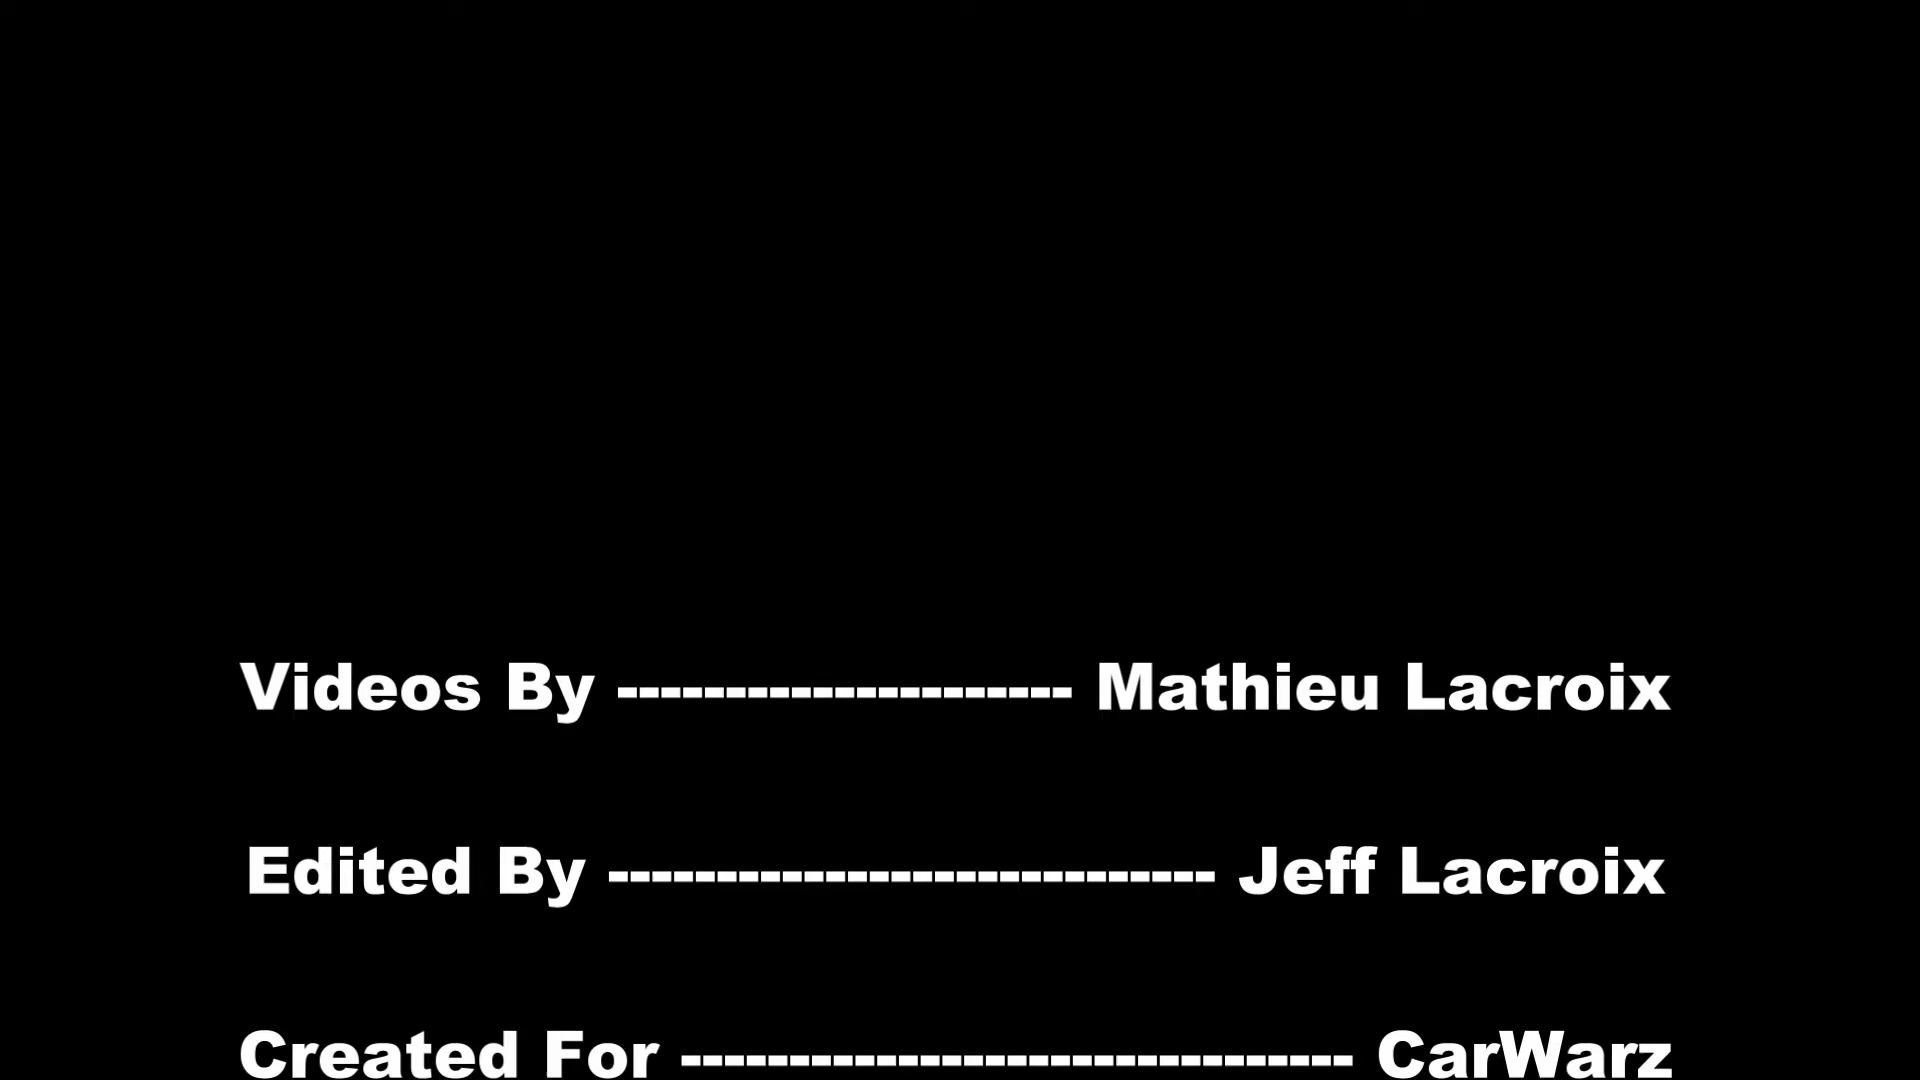 Videos By --------------------- Mathieu Lacroix
Edited By ---------------------------- Jeff Lacroix
Created For ------------------------------- CarWarz